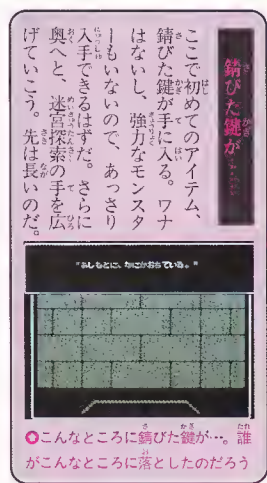 錆びた鍵が……
ここで初めてのアイテム、
錆びた鍵が手に入る。ワナ
はないし、強力なモンスタ
ーもいないので、あっさり
入手できるはずだ。さらに
奥へと、迷宮探索の手を広
げていこう。先は長いのだ。
"あしもとに、なにかおちている。"
✪こんなところに錆びた鍵が…。誰
がこんなところに落としたのだろう